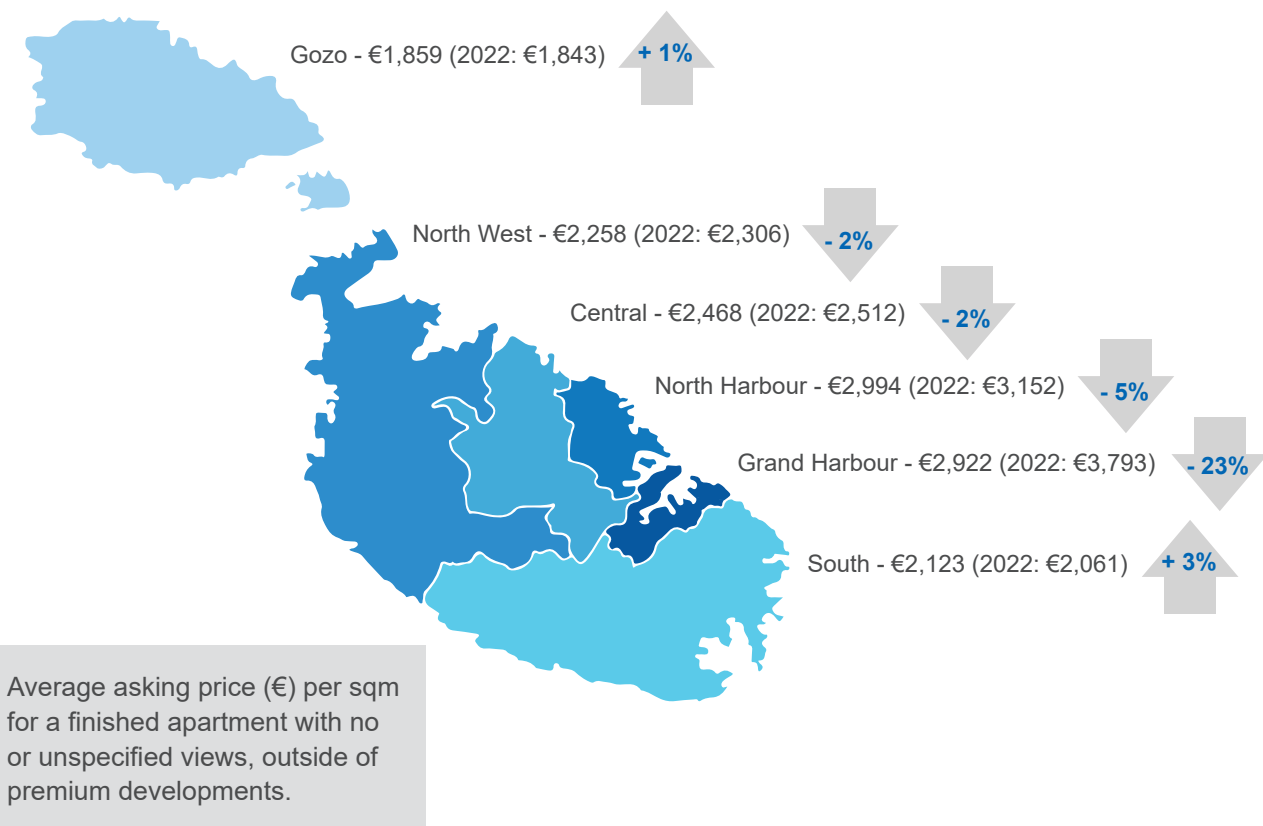 Gozo - €1,859 (2022: €1,843)
+ 1%
North West - €2,258 (2022: €2,306)
- 2%
Central - €2,468 (2022: €2,512)
- 2%
North Harbour - €2,994 (2022: €3,152)
- 5%
Grand Harbour - €2,922 (2022: €3,793)
- 23%
South - €2,123 (2022: €2,061)
+ 3%
Average asking price (€) per sqm
for a finished apartment with no
or unspecified views, outside of
premium developments.